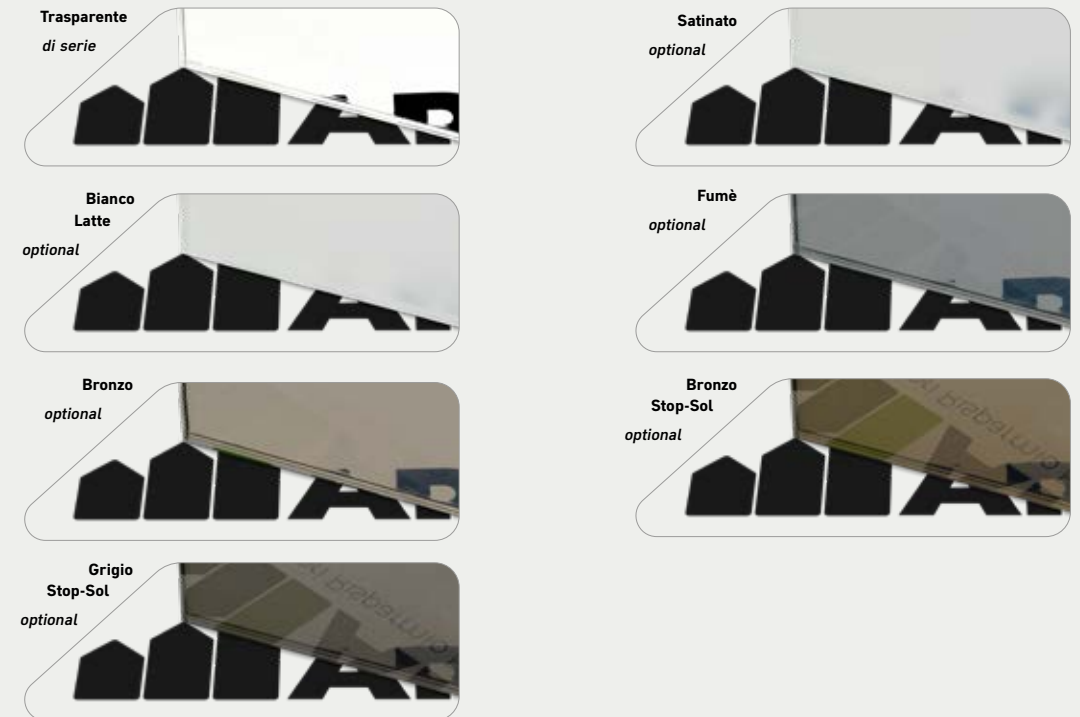 Trasparente
di serie
Satinato
optional
Bianco
Latte
optional
Fumè
optional
Bronzo
optional
Bronzo
Stop-Sol
optional
Grigio
Stop-Sol
optional